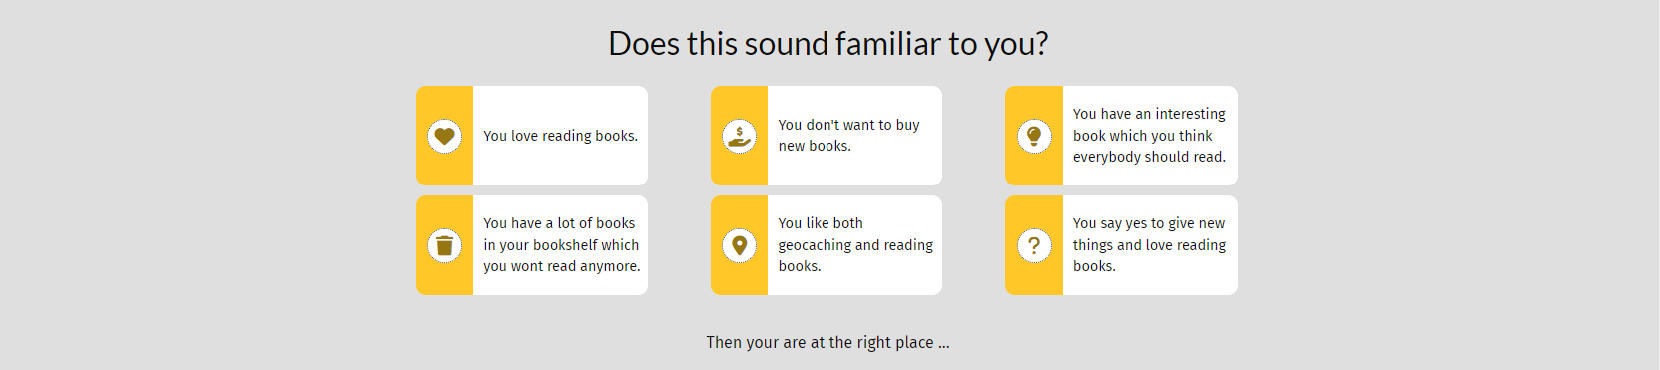 Does this sound familiar to you?
You love reading books.
You don't want to buy
new books.
You have an interesting
book which you think
everybody should read.
You have a lot of books
in your bookshelf which
you wont read anymore.
You like both
geocaching and reading
books.
You say yes to give new
things and love reading
books.
Then your are at the right place ...